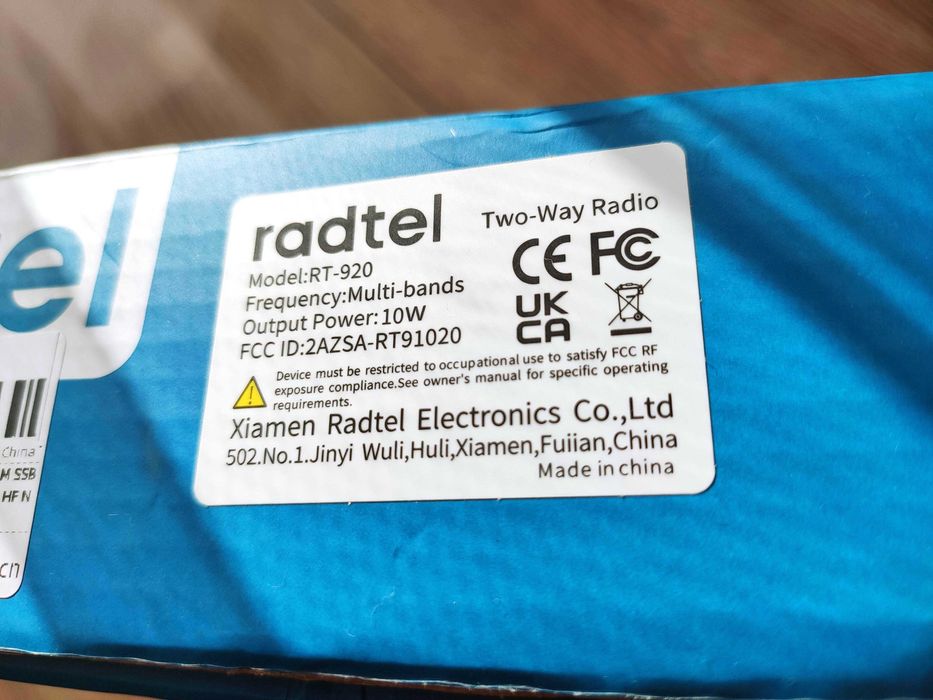 radtel
Two-Way Radio
Model:RT-920
Frequency:Multi-bands
Output Power:10W
FCC ID:2AZSA-RT91020
CE FC
UK
CA
Device must be restricted to occupational use to satisfy FCC RF
exposure compliance.See owner's manual for specific operating
requirements.
Xiamen Radtel Electronics Co.,Ltd
502.No.1.Jinyi Wuli,Huli,Xiamen,Fuiian,China
Made in china
el
China
M SSB
HF N
cn